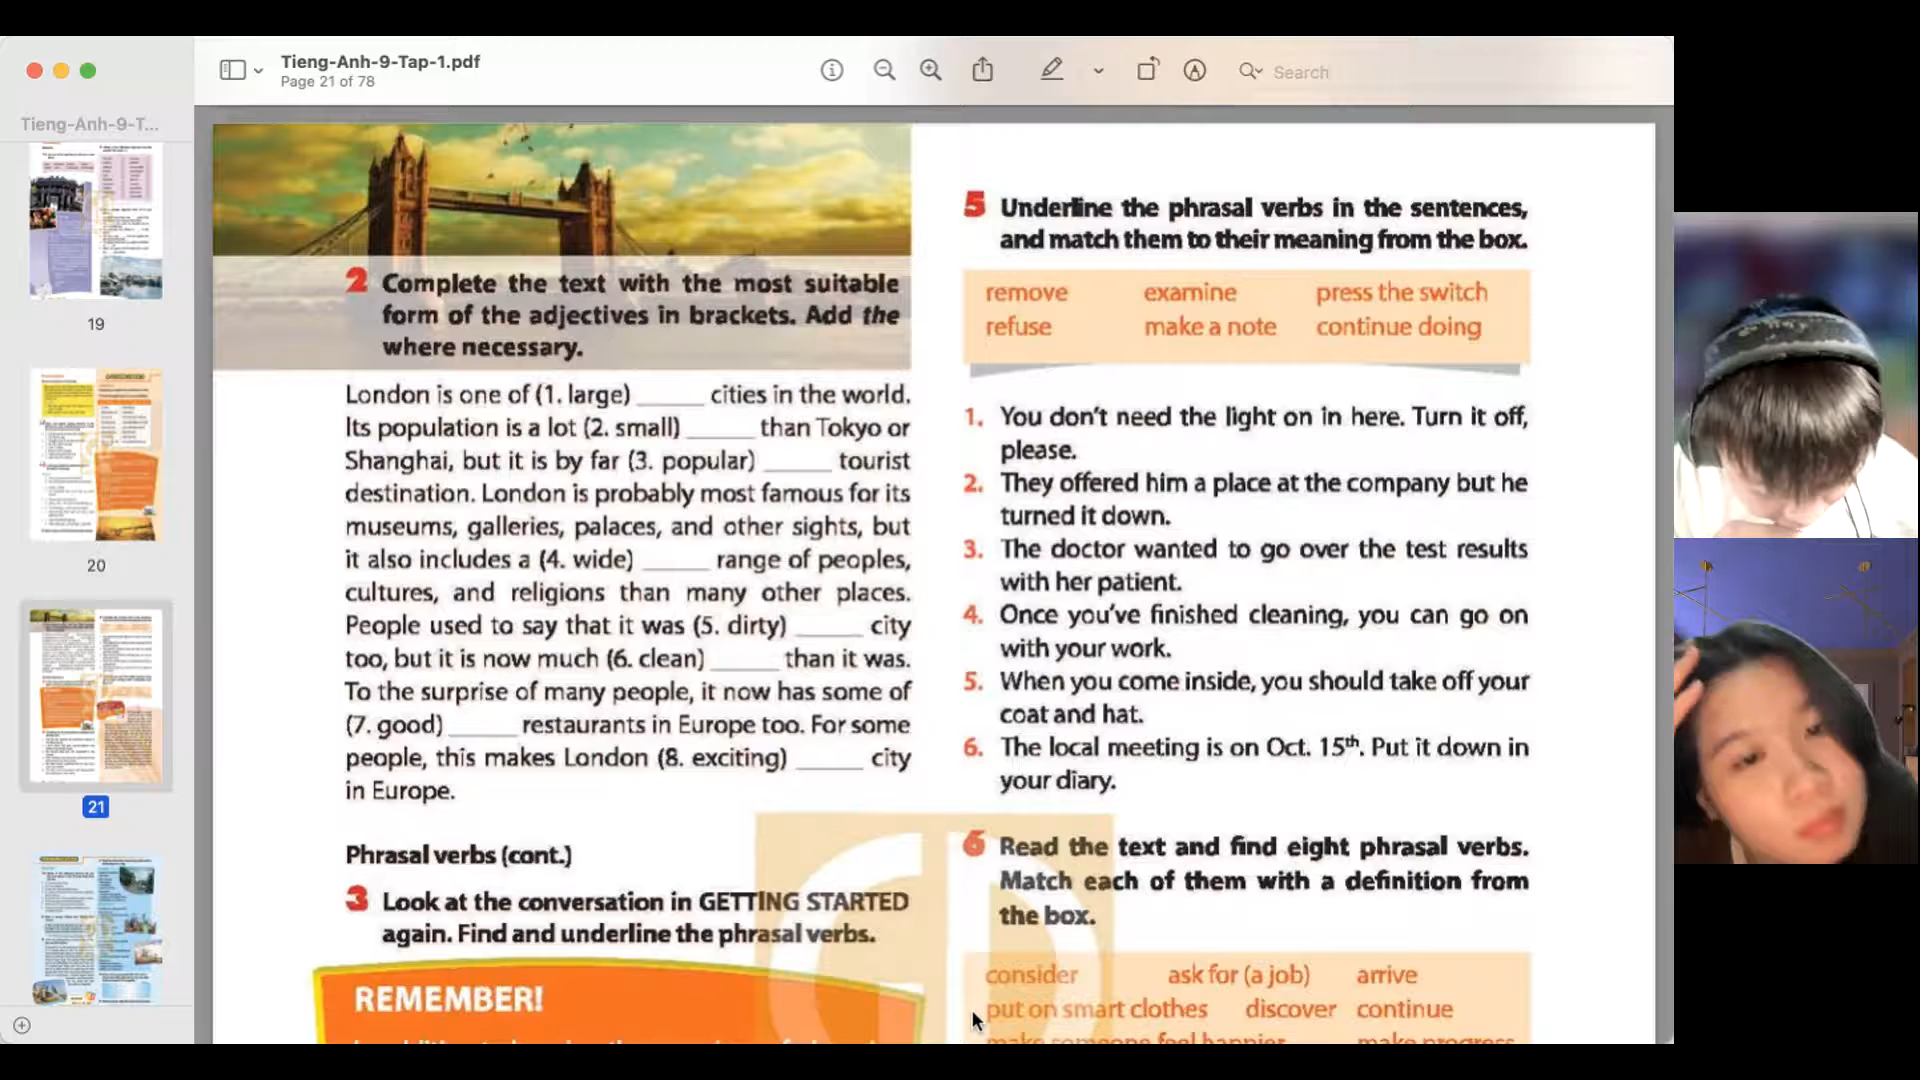 Tieng-Anh-9-Tap-1.pdf
Page 21 of 78
Search
Tieng-Anh-9-T...
19
20
21
2 Complete the text with the most suitable
form of the adjectives in brackets. Add the
where necessary.
London is one of (1. large) _____ cities in the world.
Its population is a lot (2. small) _____ than Tokyo or
Shanghai, but it is by far (3. popular) _____ tourist
destination. London is probably most famous for its
museums, galleries, palaces, and other sights, but
it also includes a (4. wide) _____ range of peoples,
cultures, and religions than many other places.
People used to say that it was (5. dirty) _____ city
too, but it is now much (6. clean) _____ than it was.
To the surprise of many people, it now has some of
(7. good) _____ restaurants in Europe too. For some
people, this makes London (8. exciting) _____ city
in Europe.
Phrasal verbs (cont.)
3 Look at the conversation in GETTING STARTED
again. Find and underline the phrasal verbs.
REMEMBER!
5 Underline the phrasal verbs in the sentences,
and match them to their meaning from the box.
remove examine press the switch
refuse make a note continue doing
1. You don't need the light on in here. Turn it off,
please.
2. They offered him a place at the company but he
turned it down.
3. The doctor wanted to go over the test results
with her patient.
4. Once you've finished cleaning, you can go on
with your work.
5. When you come inside, you should take off your
coat and hat.
6. The local meeting is on Oct. 15th. Put it down in
your diary.
6 Read the text and find eight phrasal verbs.
Match each of them with a definition from
the box.
consider ask for (a job) arrive
put on smart clothes discover continue
make someone feel happier make progress